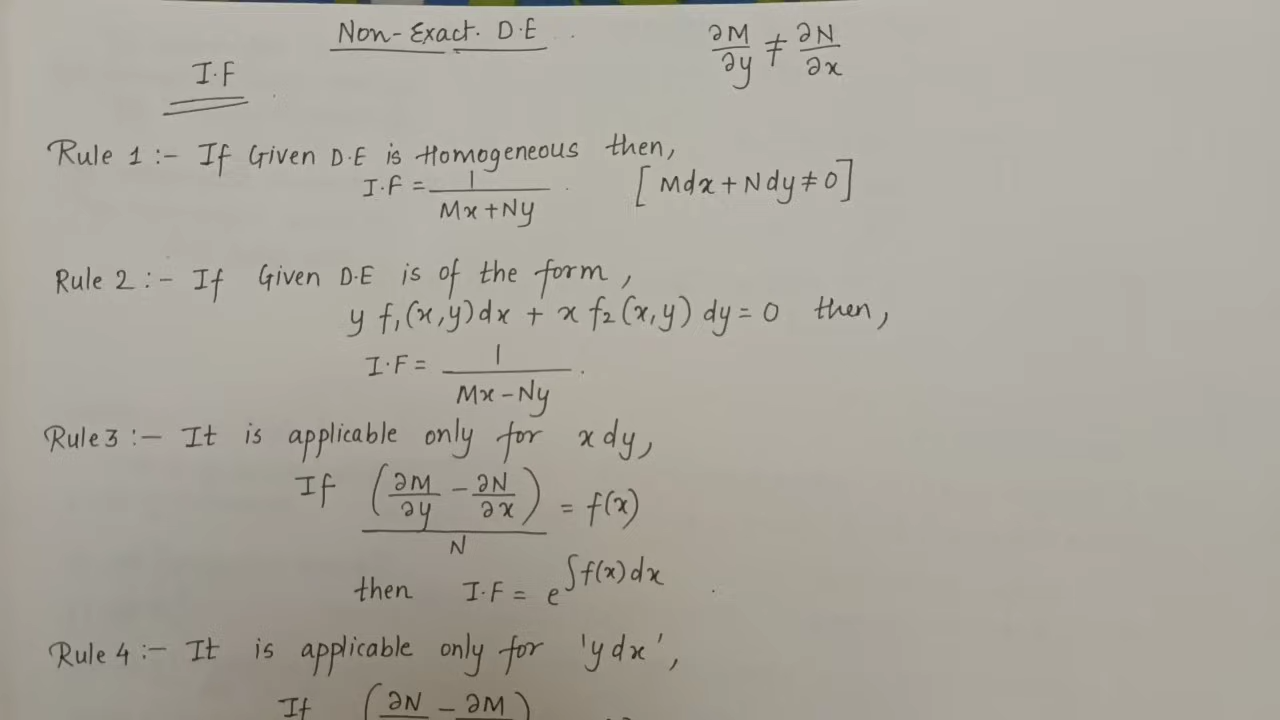 Non-Exact. D.E
∂M/∂y ≠ ∂N/∂x
I.F
Rule 1 :- If Given D.E is Homogeneous then,
I.F = 1/(Mx+Ny) [Mdx+Ndy≠0]
Rule 2 :- If Given D.E is of the form,
y f₁(x,y)dx + x f₂(x,y) dy = 0 then,
I.F = 1/(Mx-Ny).
Rule 3 :- It is applicable only for xdy,
If (∂M/∂y - ∂N/∂x)/N = f(x)
then I.F = e^∫f(x)dx
Rule 4 :- It is applicable only for 'ydx',
If (∂N - ∂M)